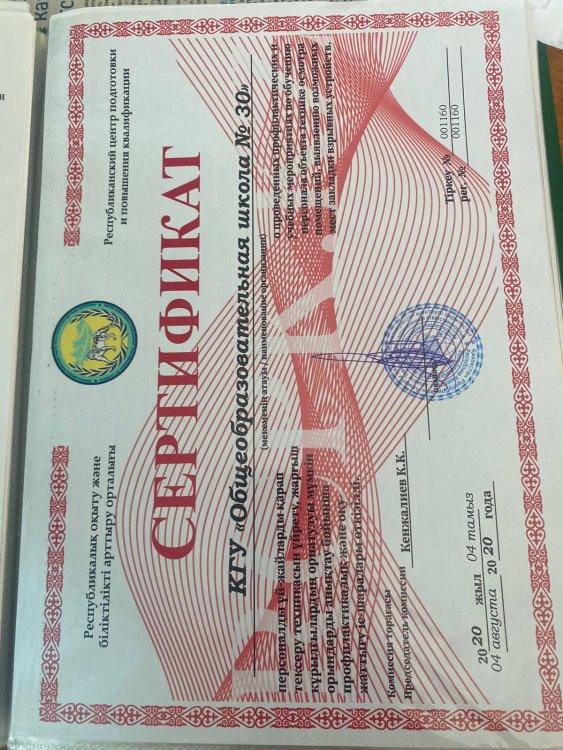 Республикалық оқыту және
біліктілікті арттыру орталығы
Республиканский центр подготовки
и повышения квалификации
СЕРТИФИКАТ
КГУ «Общеобразовательная школа № 30»
(мекеменің атауы / наименование организации)
персоналды үй-жайларды қарап
тексеру техникасын үйрету, жарғыш
құрылғылардың орнатулуы мүмкін
орындарды анықтау бойынша
профилактикалық және оқу-
жаттығу іс-шаралары өткізілді
о проведенных профилактических и
учебных мероприятиях по обучению
персонала объекта технике осмотра
помещений, выявлению возможных
мест закладки взрывных устройств.
Комиссия төрағасы
Председатель комиссии Кенжалиев К.К.
Тіркеу № 001160
рег. № 001160
2020 жыл 04 тамыз
04 августа 2020 года